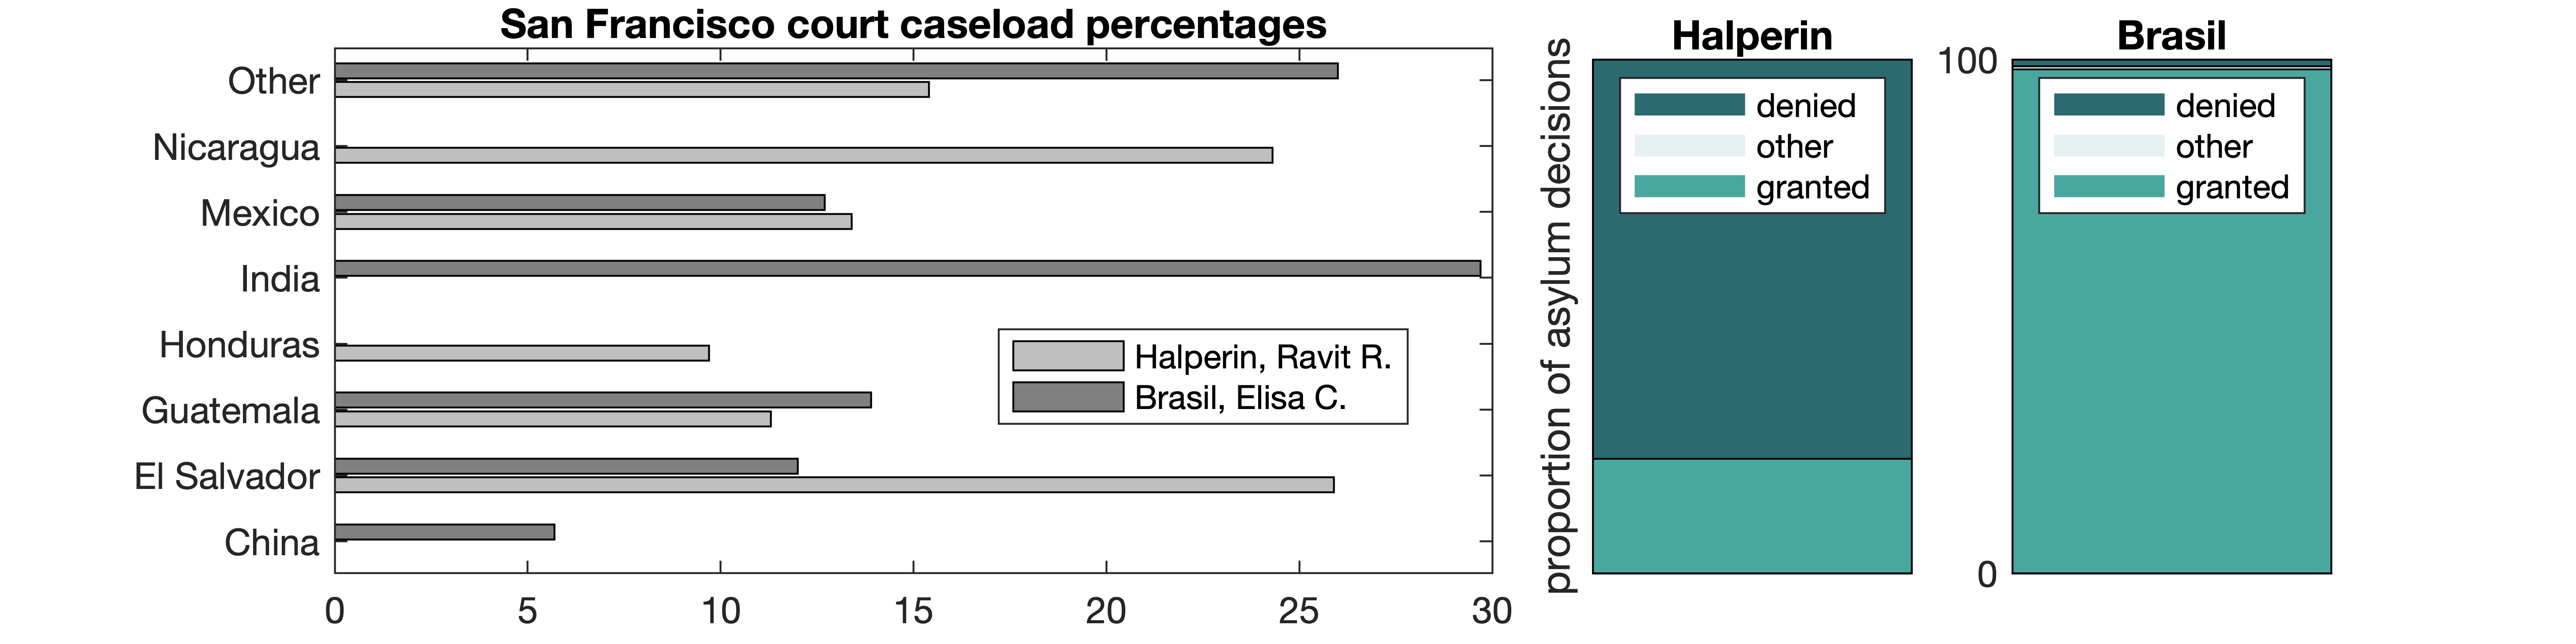 San Francisco court caseload percentages
Other
Nicaragua
Mexico
India
Honduras
Guatemala
El Salvador
China
0 5 10 15 20 25 30
Halperin, Ravit R.
Brasil, Elisa C.
proportion of asylum decisions
Halperin
denied
other
granted
Brasil
100
0
denied
other
granted